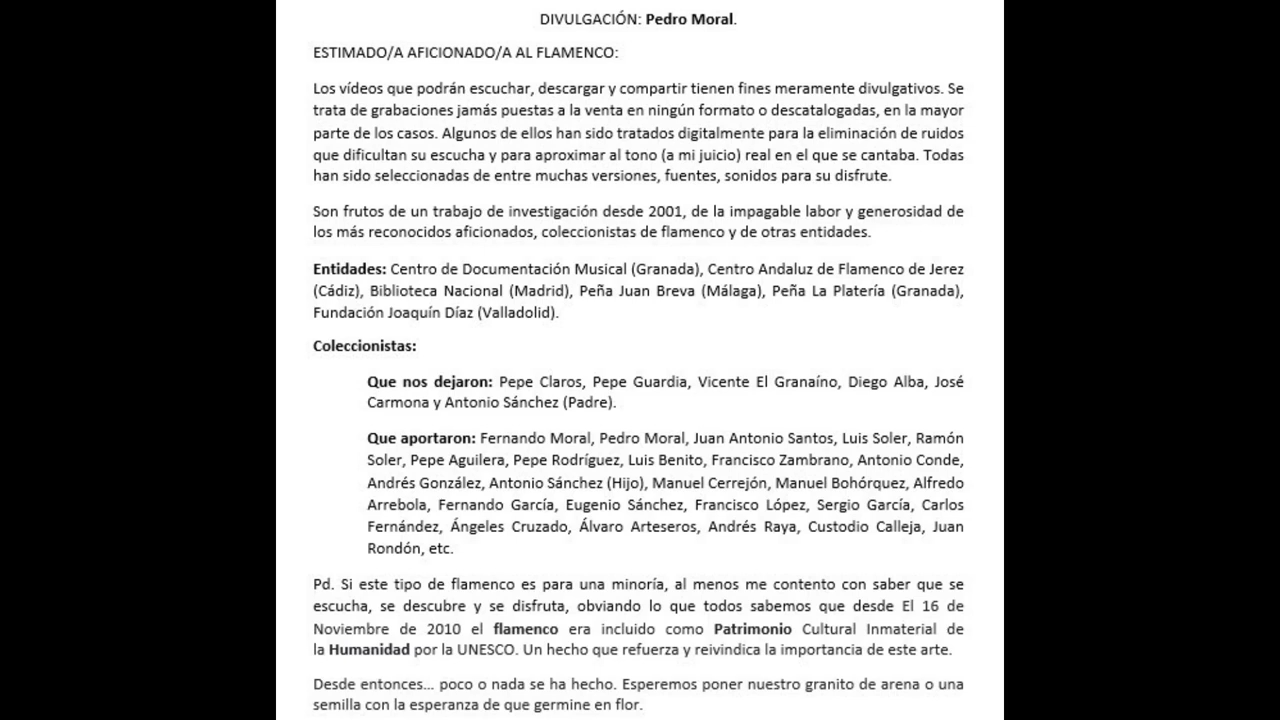 DIVULGACIÓN: Pedro Moral.
ESTIMADO/A AFICIONADO/A AL FLAMENCO:
Los vídeos que podrán escuchar, descargar y compartir tienen fines meramente divulgativos. Se
trata de grabaciones jamás puestas a la venta en ningún formato o descatalogadas, en la mayor
parte de los casos. Algunos de ellos han sido tratados digitalmente para la eliminación de ruidos
que dificultan su escucha y para aproximar al tono (a mi juicio) real en el que se cantaba. Todas
han sido seleccionadas de entre muchas versiones, fuentes, sonidos para su disfrute.
Son frutos de un trabajo de investigación desde 2001, de la impagable labor y generosidad de
los más reconocidos aficionados, coleccionistas de flamenco y de otras entidades.
Entidades: Centro de Documentación Musical (Granada), Centro Andaluz de Flamenco de Jerez
(Cádiz), Biblioteca Nacional (Madrid), Peña Juan Breva (Málaga), Peña La Platería (Granada),
Fundación Joaquín Díaz (Valladolid).
Coleccionistas:
Que nos dejaron: Pepe Claros, Pepe Guardia, Vicente El Granaíno, Diego Alba, José
Carmona y Antonio Sánchez (Padre).
Que aportaron: Fernando Moral, Pedro Moral, Juan Antonio Santos, Luis Soler, Ramón
Soler, Pepe Aguilera, Pepe Rodríguez, Luis Benito, Francisco Zambrano, Antonio Conde,
Andrés González, Antonio Sánchez (Hijo), Manuel Cerrejón, Manuel Bohórquez, Alfredo
Arrebola, Fernando García, Eugenio Sánchez, Francisco López, Sergio García, Carlos
Fernández, Ángeles Cruzado, Álvaro Arteseros, Andrés Raya, Custodio Calleja, Juan
Rondón, etc.
Pd. Si este tipo de flamenco es para una minoría, al menos me contento con saber que se
escucha, se descubre y se disfruta, obviando lo que todos sabemos que desde El 16 de
Noviembre de 2010 el flamenco era incluido como Patrimonio Cultural Inmaterial de
la Humanidad por la UNESCO. Un hecho que refuerza y reivindica la importancia de este arte.
Desde entonces... poco o nada se ha hecho. Esperemos poner nuestro granito de arena o una
semilla con la esperanza de que germine en flor.